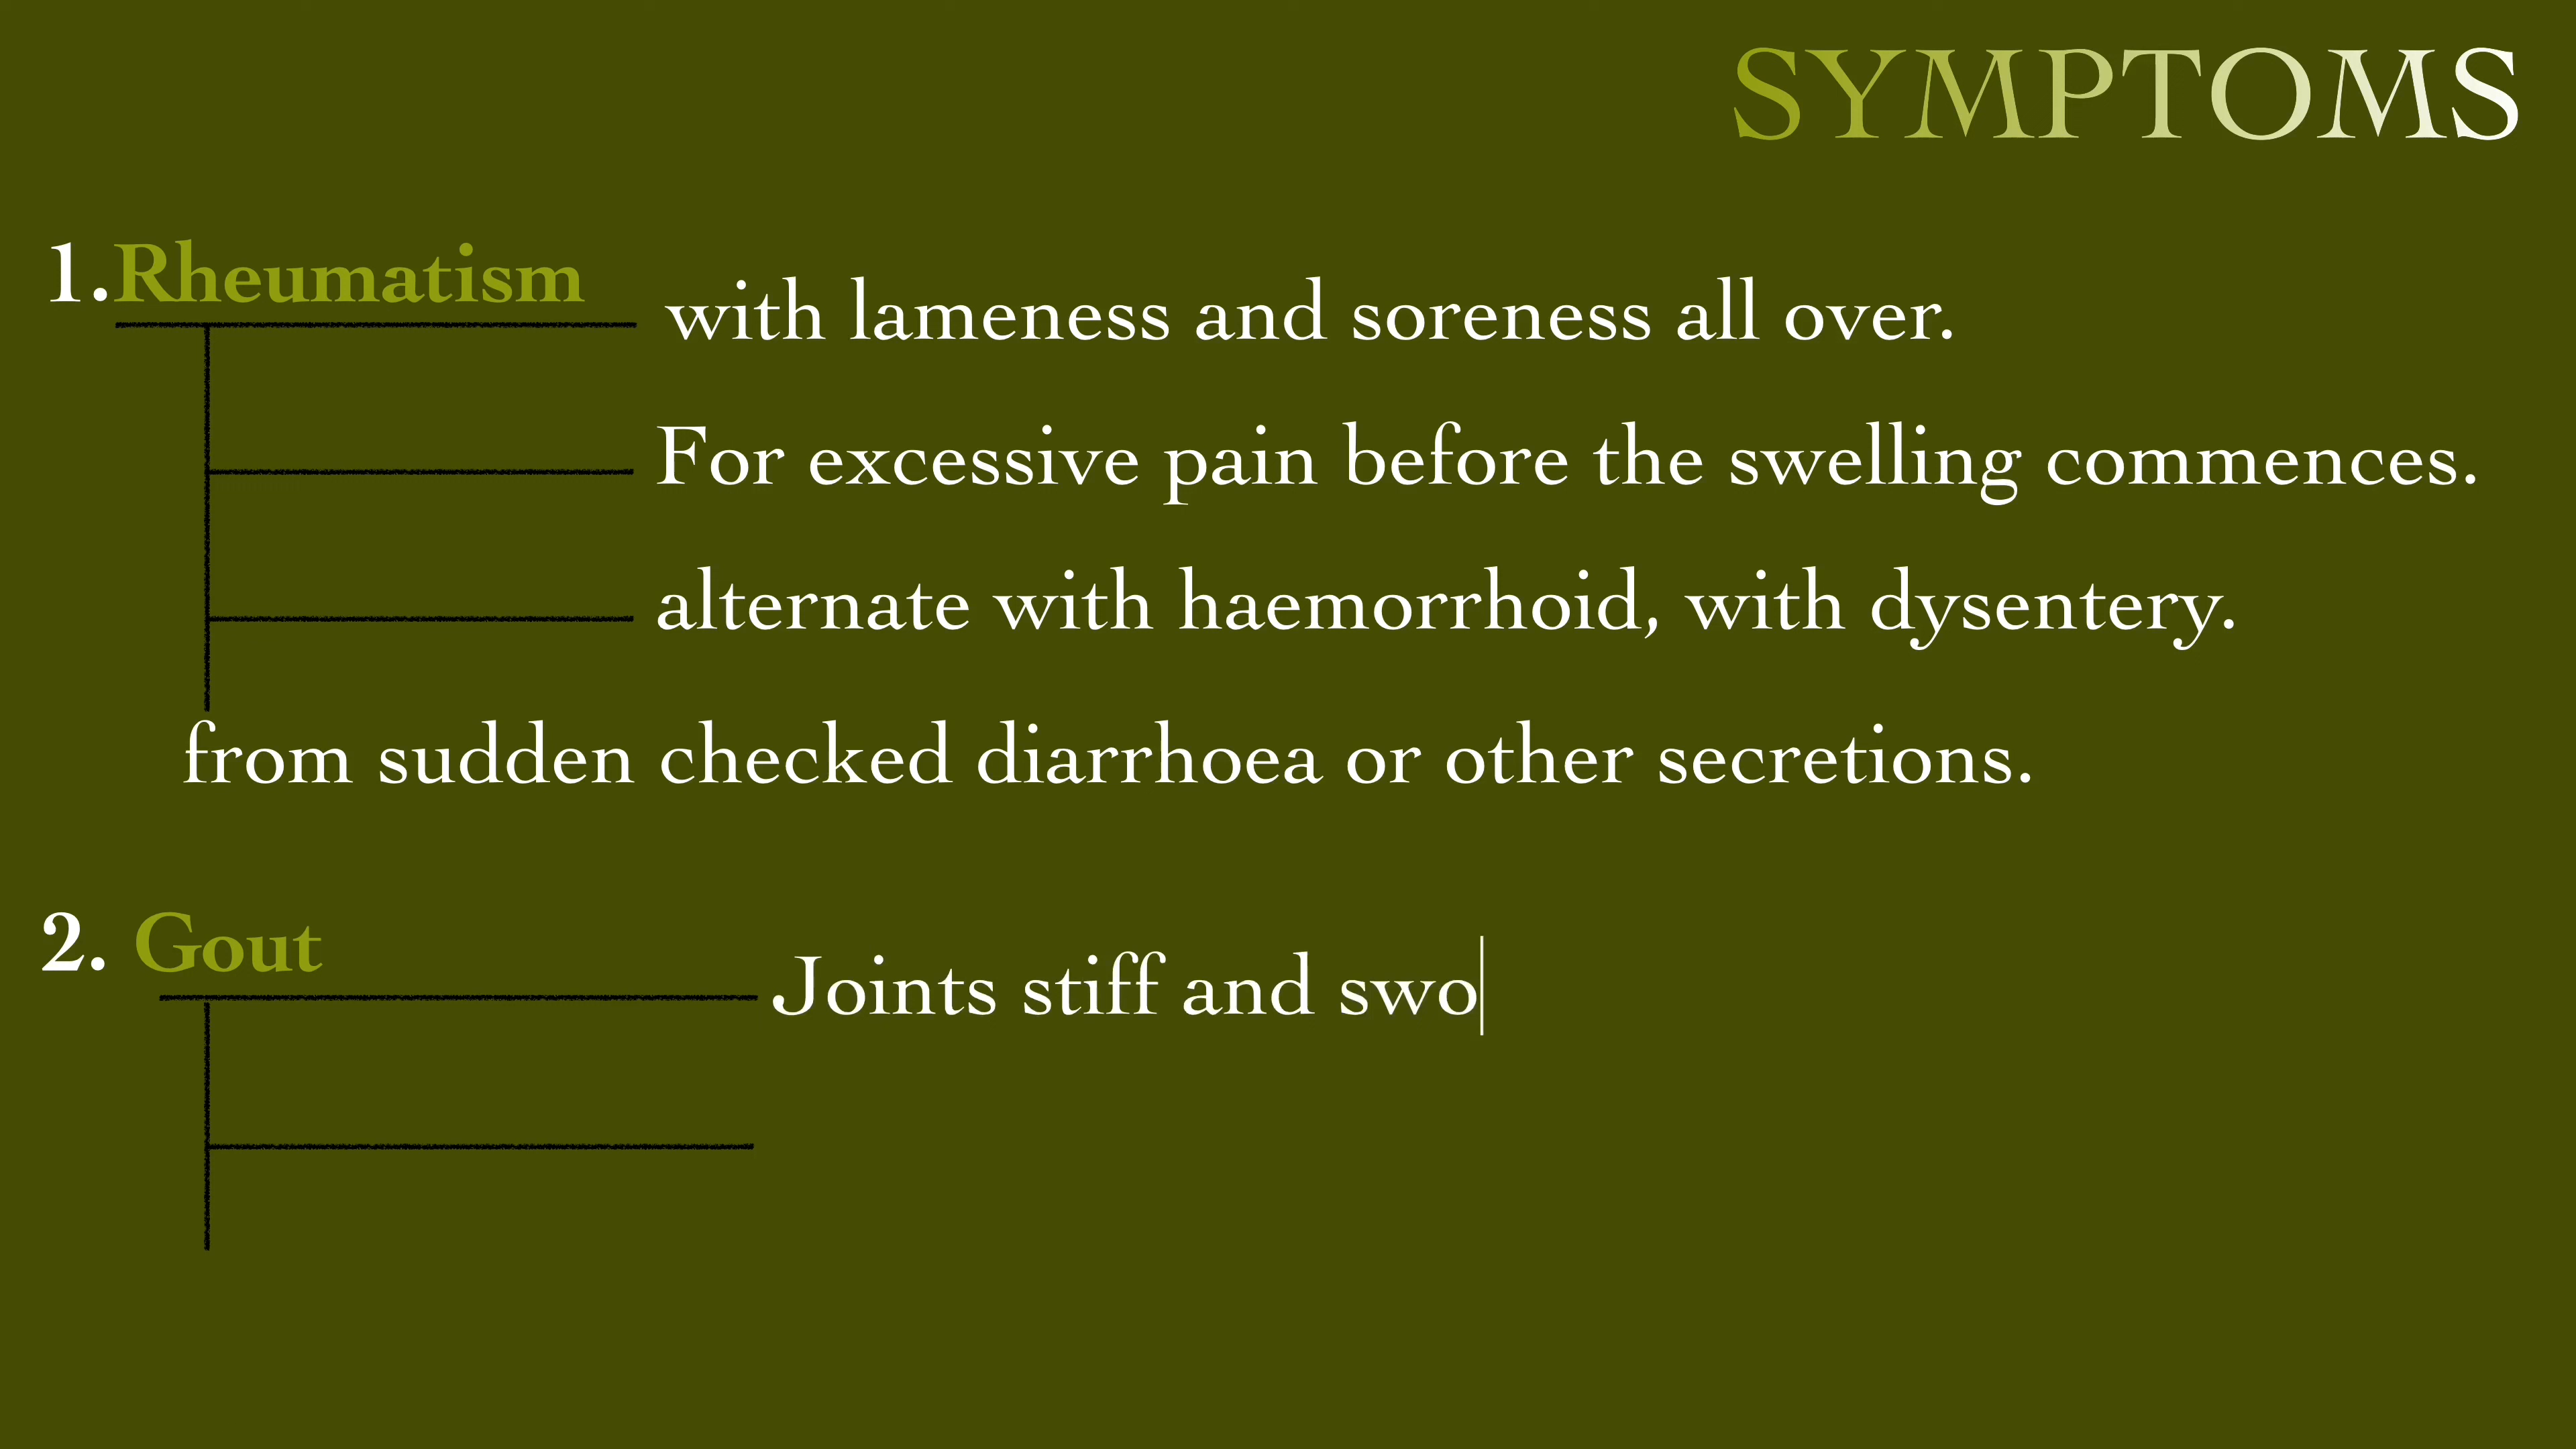 SYMPTOMS
1.Rheumatism
with lameness and soreness all over.
For excessive pain before the swelling commences.
alternate with haemorrhoid, with dysentery.
from sudden checked diarrhoea or other secretions.
2. Gout
Joints stiff and swo